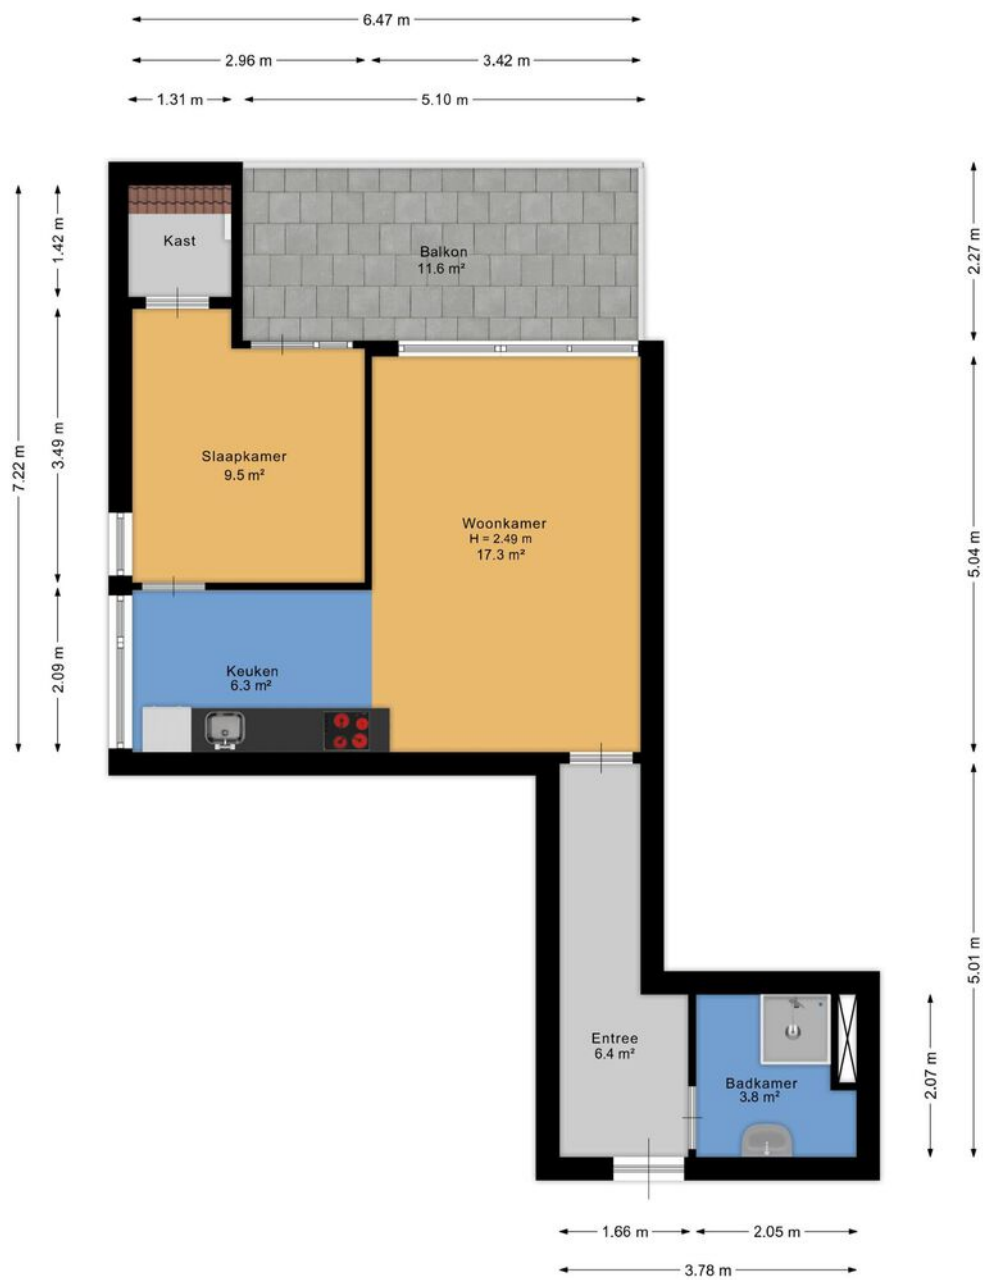 6.47 m
2.96 m
3.42 m
1.31 m
5.10 m
7.22 m
1.42 m
3.49 m
2.09 m
Kast
Balkon
11.6 m²
2.27 m
Slaapkamer
9.5 m²
Woonkamer
H = 2.49 m
17.3 m²
5.04 m
Keuken
6.3 m²
5.01 m
Entree
6.4 m²
Badkamer
3.8 m²
2.07 m
1.66 m
2.05 m
3.78 m